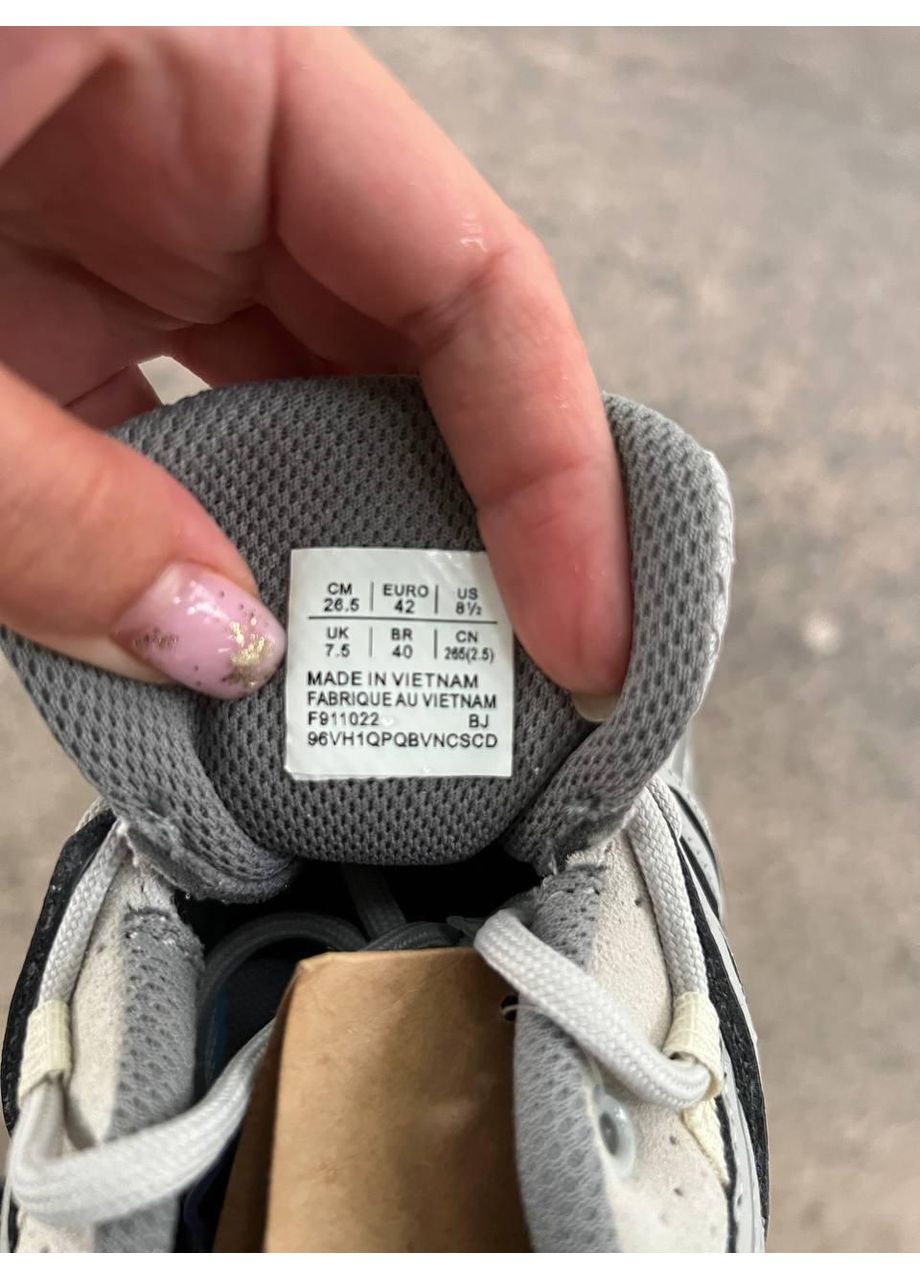 CM | EURO | US
26.5 | 42 | 8½
UK | BR | CN
7.5 | 40 | 265(2.5)
MADE IN VIETNAM
FABRIQUE AU VIETNAM
F911022 BJ
96VH1QPQBVNCSCD